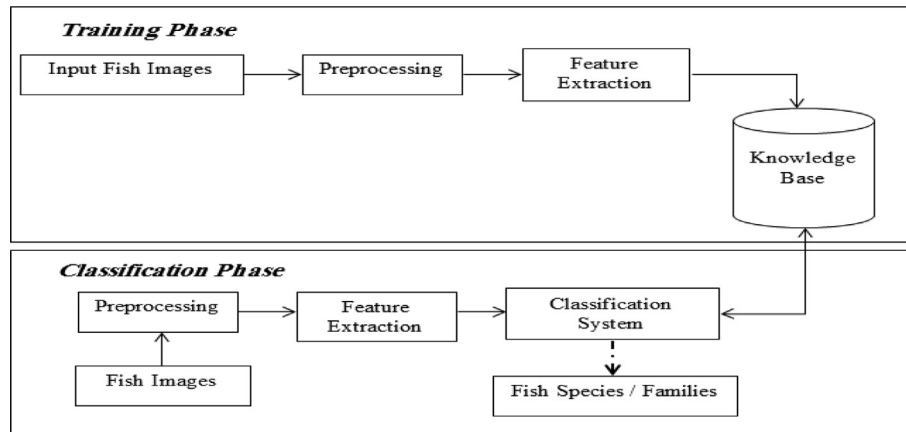 Training Phase
Input Fish Images
Preprocessing
Feature
Extraction
Knowledge
Base
Classification Phase
Preprocessing
Feature
Extraction
Classification
System
Fish Images
Fish Species / Families